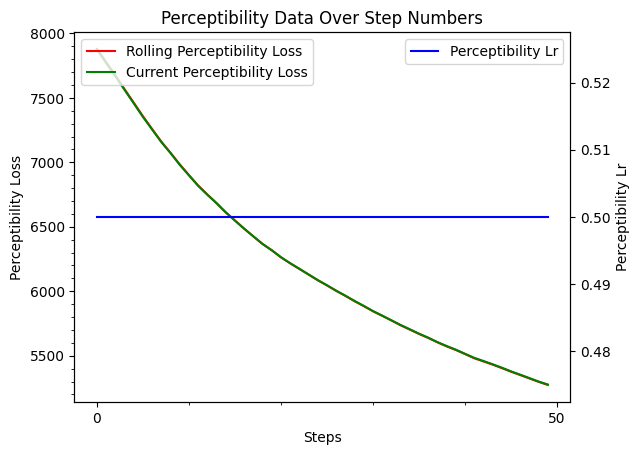 Perceptibility Data Over Step Numbers
Rolling Perceptibility Loss
Current Perceptibility Loss
Perceptibility Lr
8000
7500
7000
6500
6000
5500
Perceptibility Loss
0.52
0.51
0.50
0.49
0.48
Perceptibility Lr
0
50
Steps